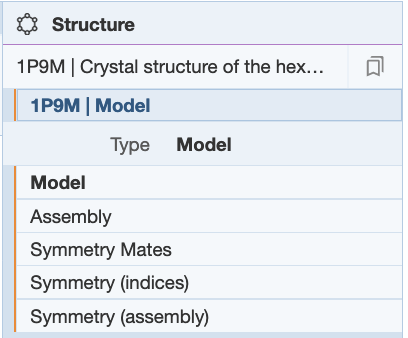 Structure
1P9M | Crystal structure of the hex...
1P9M | Model
Type Model
Model
Assembly
Symmetry Mates
Symmetry (indices)
Symmetry (assembly)